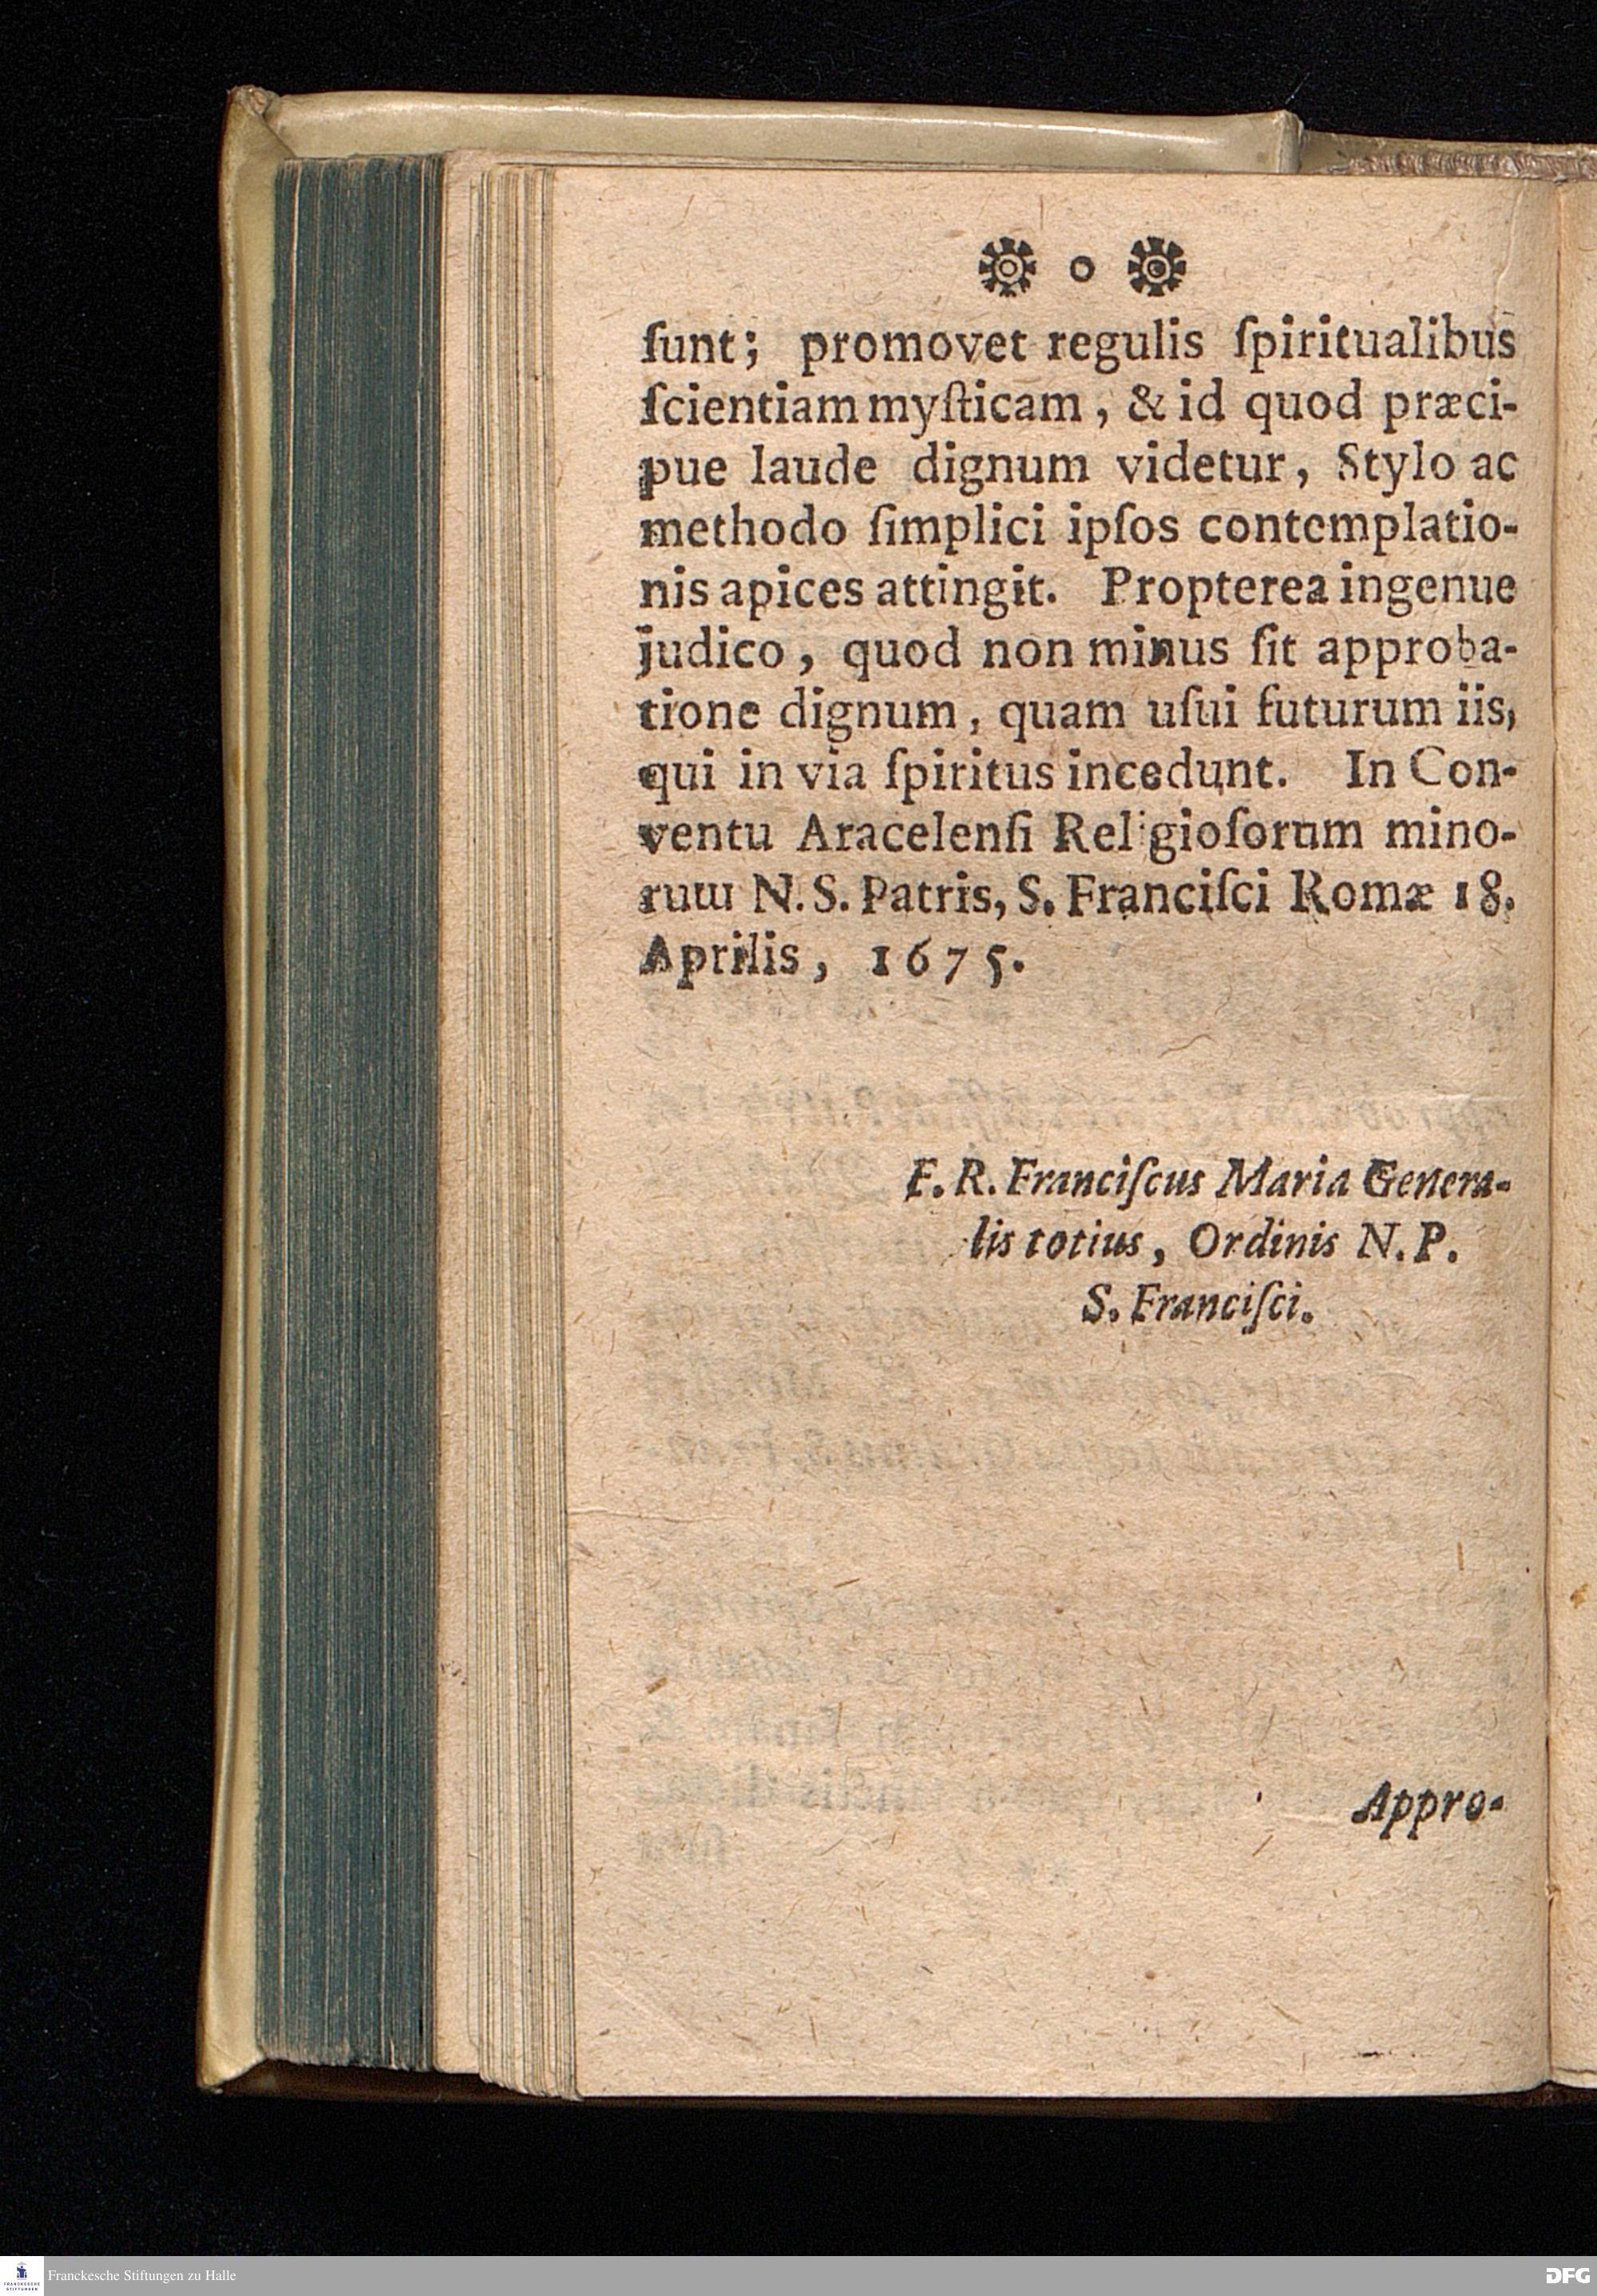 o
ſunt; promovet regulis ſpiritualibus
ſcientiam myſticam, & id quod præci-
pue laude dignum videtur, Stylo ac
methodo ſimplici ipſos contemplatio-
nis apices attingit. Propterea ingenue
judico, quod non minus ſit approba-
tione dignum, quam uſui futurum iis,
qui in via ſpiritus incedunt. In Con-
ventu Aracelenſi Religioſorum mino-
rum N. S. Patris, S. Franciſci Romæ 18.
Aprilis, 1675.
F. R. Franciſcus Maria Genera-
lis totius, Ordinis N. P.
S. Franciſci.
Appro-
FRANCKESCHE
STIFTUNGEN
Franckesche Stiftungen zu Halle
DFG